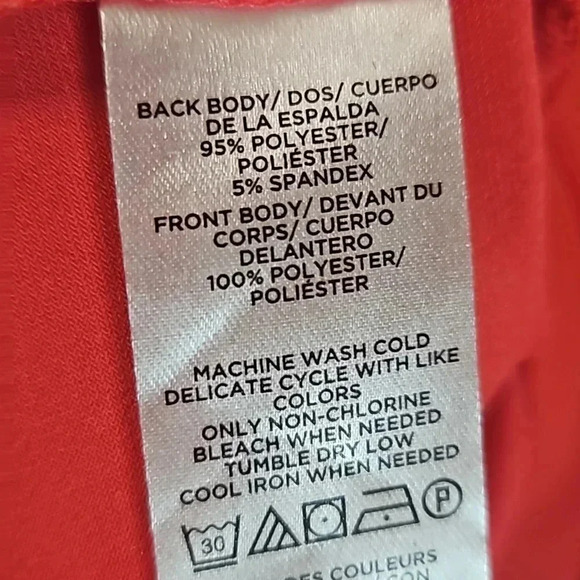 BACK BODY/ DOS/ CUERPO
DE LA ESPALDA
95% POLYESTER/
POLIÉSTER
5% SPANDEX
FRONT BODY/ DEVANT DU
CORPS/ CUERPO
DELANTERO
100% POLYESTER/
POLIÉSTER
MACHINE WASH COLD
DELICATE CYCLE WITH LIKE
COLORS
ONLY NON-CHLORINE
BLEACH WHEN NEEDED
TUMBLE DRY LOW
COOL IRON WHEN NEEDED
30 P
DES COULEURS